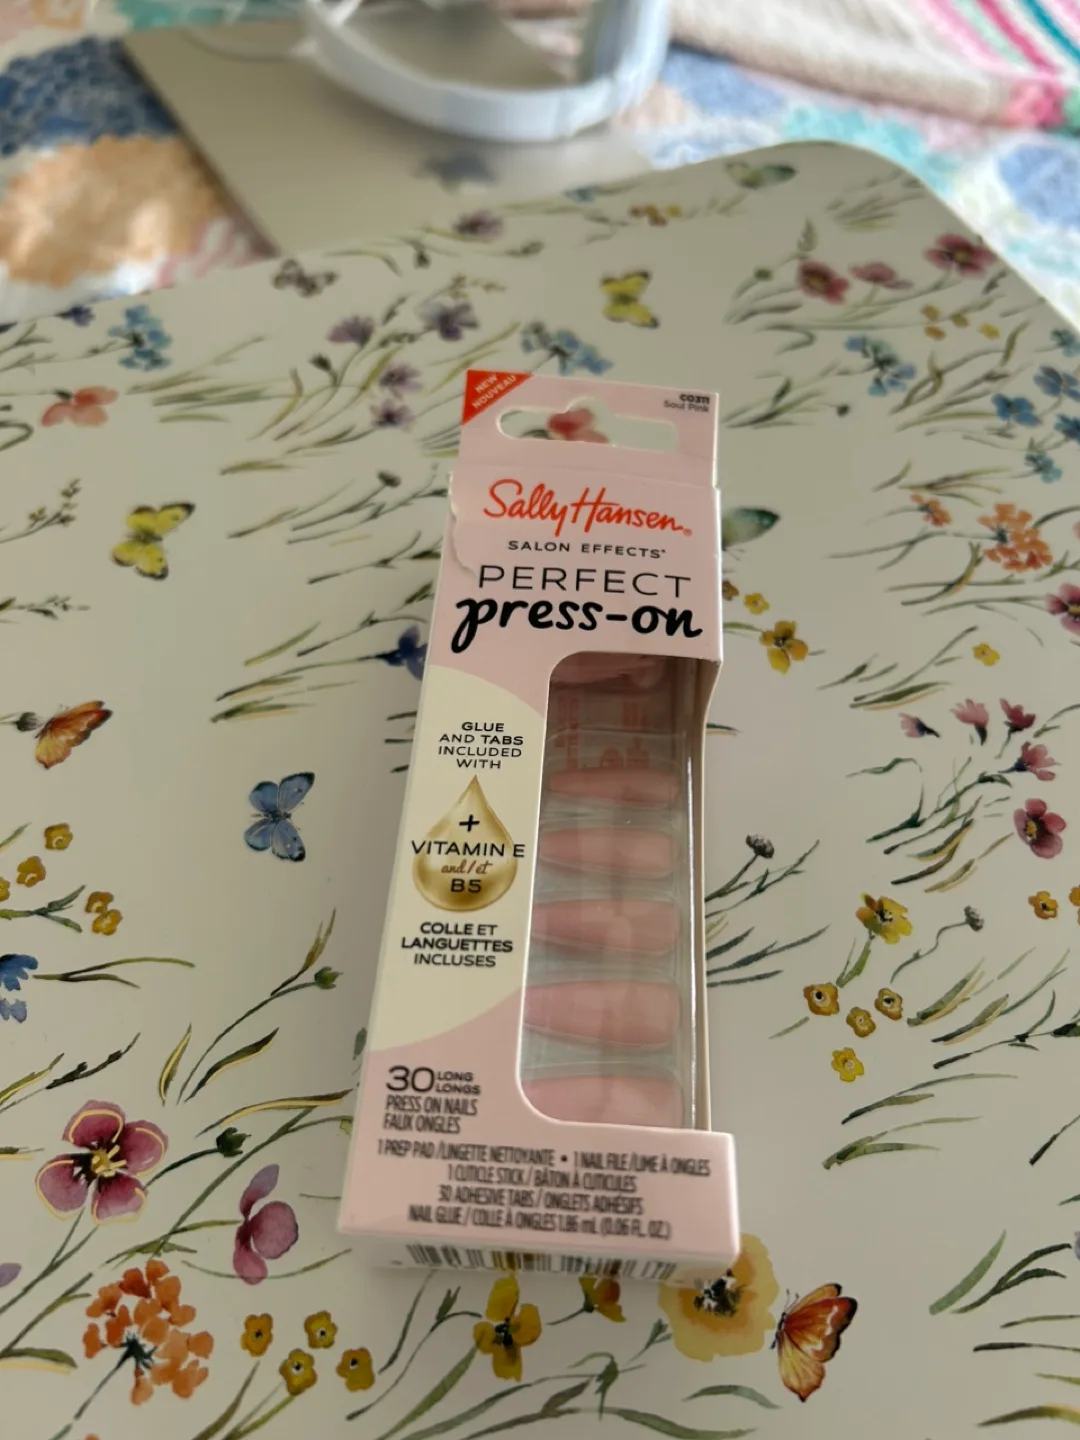 NEW
NOUVEAU
CO311
Soul Pink
Sally Hansen®
SALON EFFECTS®
PERFECT
press-on
GLUE
AND TABS
INCLUDED
WITH
+
VITAMIN E
and/et
B5
COLLE ET
LANGUETTES
INCLUSES
30 LONG
LONGS
PRESS ON NAILS
FAUX ONGLES
1 PREP PAD / LINGETTE NETTOYANTE • 1 NAIL FILE / LIME À ONGLES
1 CUTICLE STICK / BÂTON À CUTICULES
30 ADHESIVE TABS / ONGLETS ADHÉSIFS
NAIL GLUE / COLLE À ONGLES 1.86 mL (0.06 FL. OZ.)